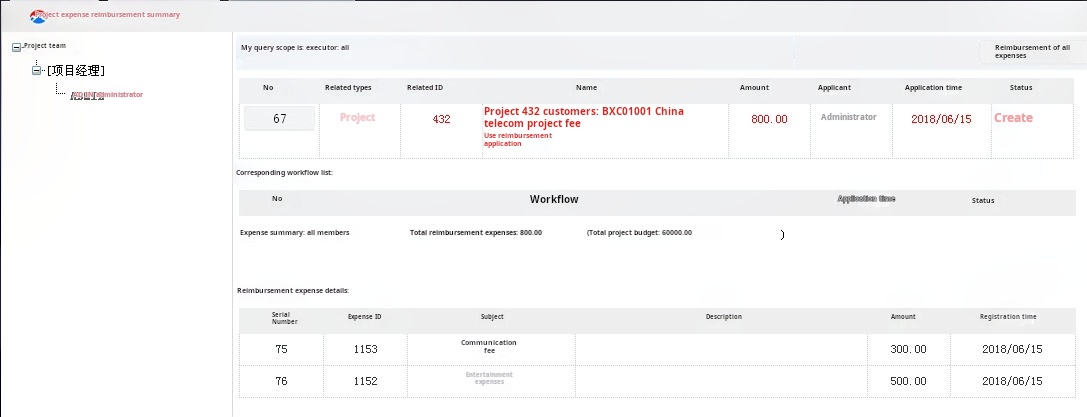 Project expense reimbursement summary
Project team
My query scope is: executor: all
Reimbursement of all
expenses
[项目经理]
administrator
No Related types Related ID Name Amount Applicant Application time Status
67 Project 432 Project 432 customers: BXC01001 China
telecom project fee
Use reimbursement
application
800.00 Administrator 2018/06/15 Create
Corresponding workflow list:
No Workflow Application time Status
Expense summary: all members Total reimbursement expenses: 800.00 (Total project budget: 60000.00 )
Reimbursement expense details:
Serial
Number
Expense ID Subject Description Amount Registration time
75 1153 Communication
fee
300.00 2018/06/15
76 1152 Entertainment
expenses
500.00 2018/06/15